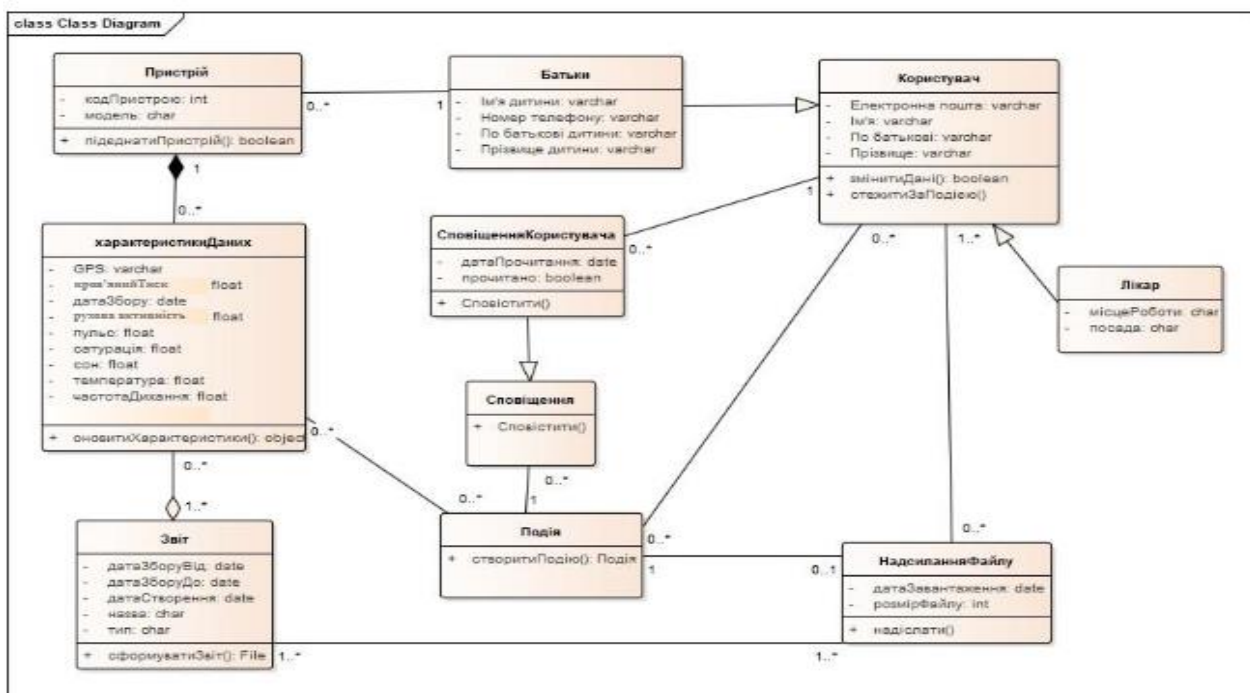 class Class Diagram
Пристрій
- кодПристрою: int
- модель: char
+ підеднатиПристрій(): boolean
0..*
1
Батьки
- Ім'я дитини: varchar
- Номер телефону: varchar
- По батькові дитини: varchar
- Прізвище дитини: varchar
Користувач
- Електронна пошта: varchar
- Ім'я: varchar
- По батькові: varchar
- Прізвище: varchar
+ змінитиДані(): boolean
+ стежитиЗаПодією()
1
0..*
характеристикиДаних
- GPS: varchar
- кров'янийТиск float
- датаЗбору: date
- рухова активність float
- пульс: float
- сатурація: float
- сон: float
- температура: float
- частотаДихання: float
+ оновитиХарактеристики(): objec
СповіщенняКористувача
- датаПрочитання: date
- прочитано: boolean
+ Сповістити()
1
0..*
0..*
1..*
Лікар
- місцеРоботи: char
- посада: char
Сповіщення
+ Сповістити()
0..*
0..*
0..*
1
0..*
1..*
Звіт
- датаЗборуВід: date
- датаЗборуДо: date
- датаСтворення: date
- назва: char
- тип: char
+ сформуватиЗвіт(): File
Подія
+ створитиПодію(): Подія
0..*
1
0..1
0..*
НадсиланняФайлу
- датаЗавантаження: date
- розмірФайлу: int
+ надіслати()
1..*
1..*